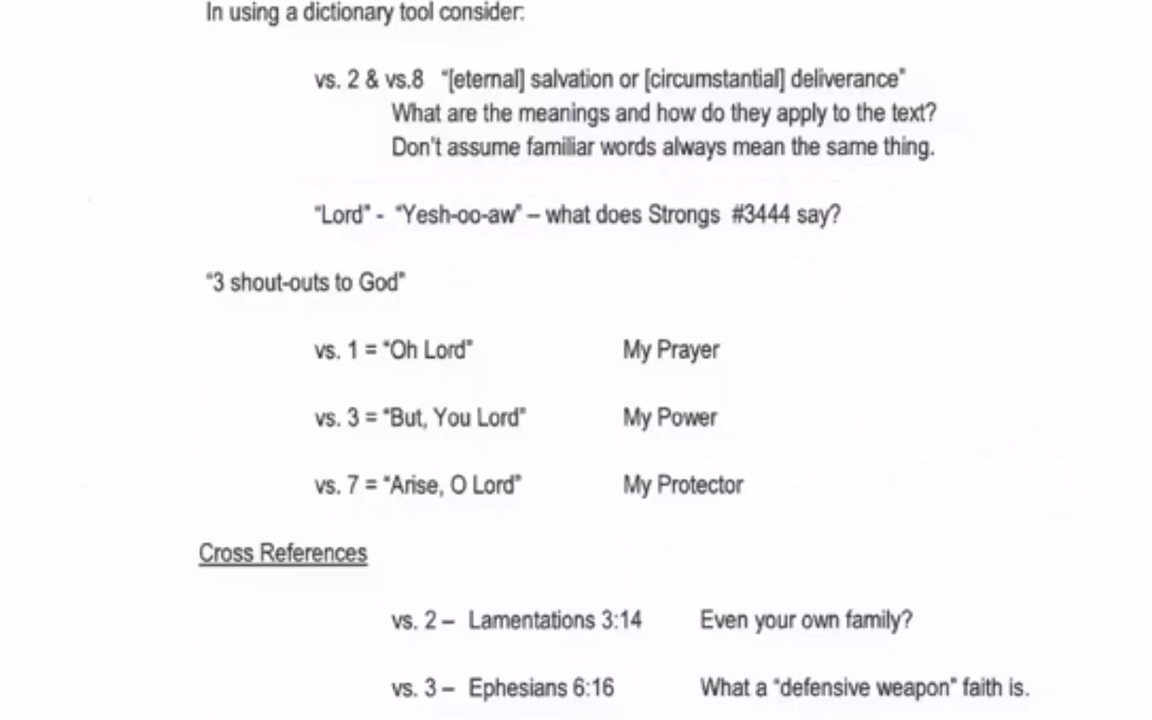 In using a dictionary tool consider:
vs. 2 & vs.8 "[eternal] salvation or [circumstantial] deliverance"
What are the meanings and how do they apply to the text?
Don't assume familiar words always mean the same thing.
"Lord" - "Yesh-oo-aw" – what does Strongs #3444 say?
"3 shout-outs to God"
vs. 1 = "Oh Lord" My Prayer
vs. 3 = "But, You Lord" My Power
vs. 7 = "Arise, O Lord" My Protector
Cross References
vs. 2 – Lamentations 3:14 Even your own family?
vs. 3 – Ephesians 6:16 What a "defensive weapon" faith is.